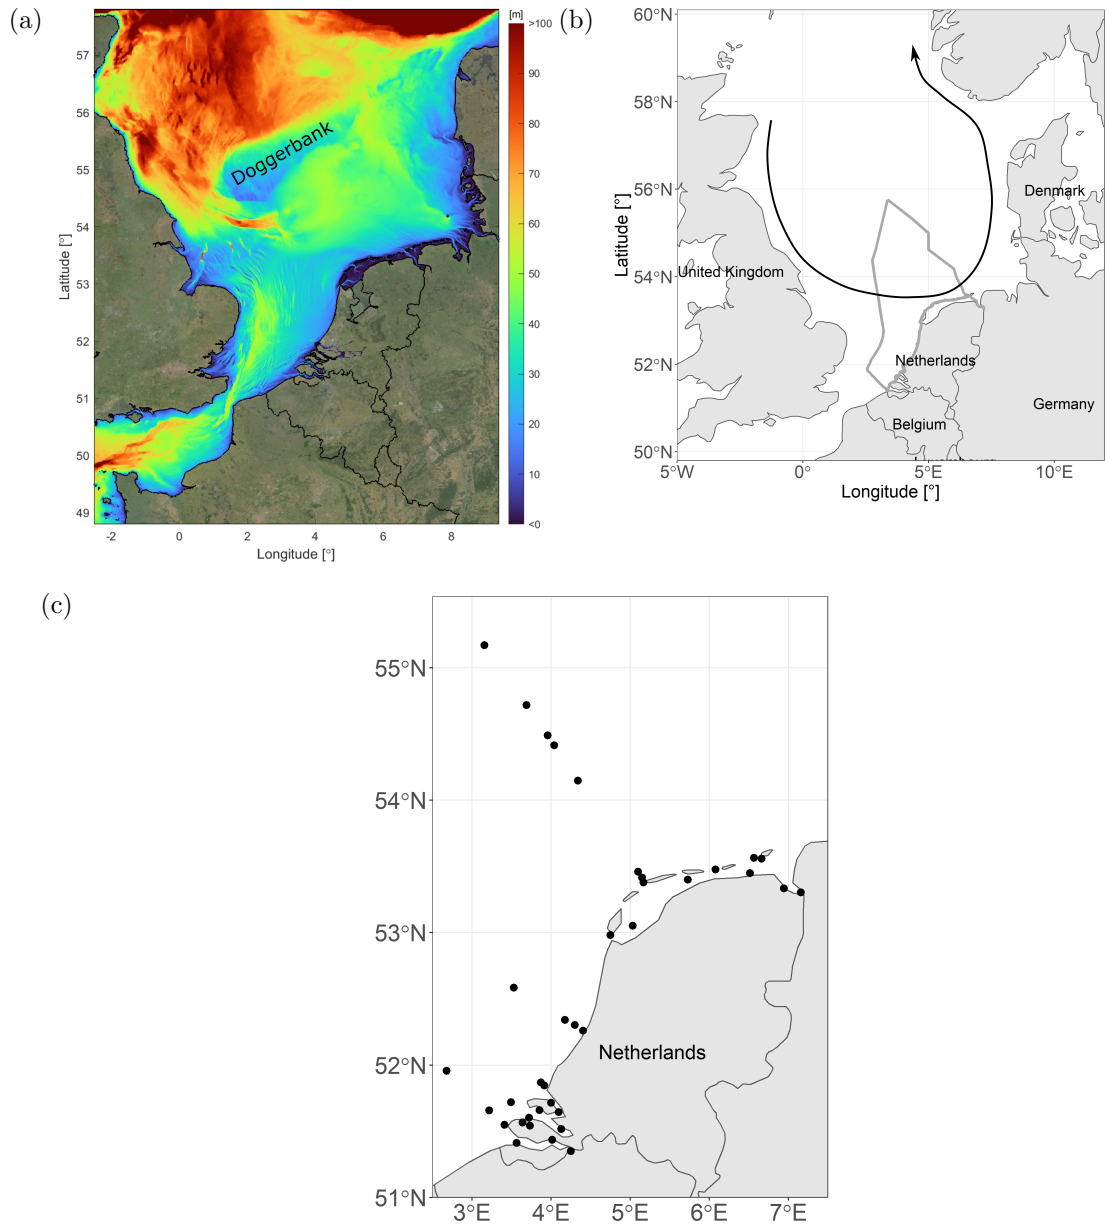 (a)
[m]
>100
90
80
70
60
50
40
30
20
10
<0
57
56
55
54
53
52
51
50
49
Latitude [°]
Doggerbank
-2
0
2
4
6
8
Longitude [°]
(b)
60°N
58°N
56°N
54°N
52°N
50°N
Latitude [°]
Denmark
United Kingdom
Netherlands
Germany
Belgium
5°W
0°
5°E
10°E
Longitude [°]
(c)
55°N
54°N
53°N
52°N
51°N
Netherlands
3°E
4°E
5°E
6°E
7°E